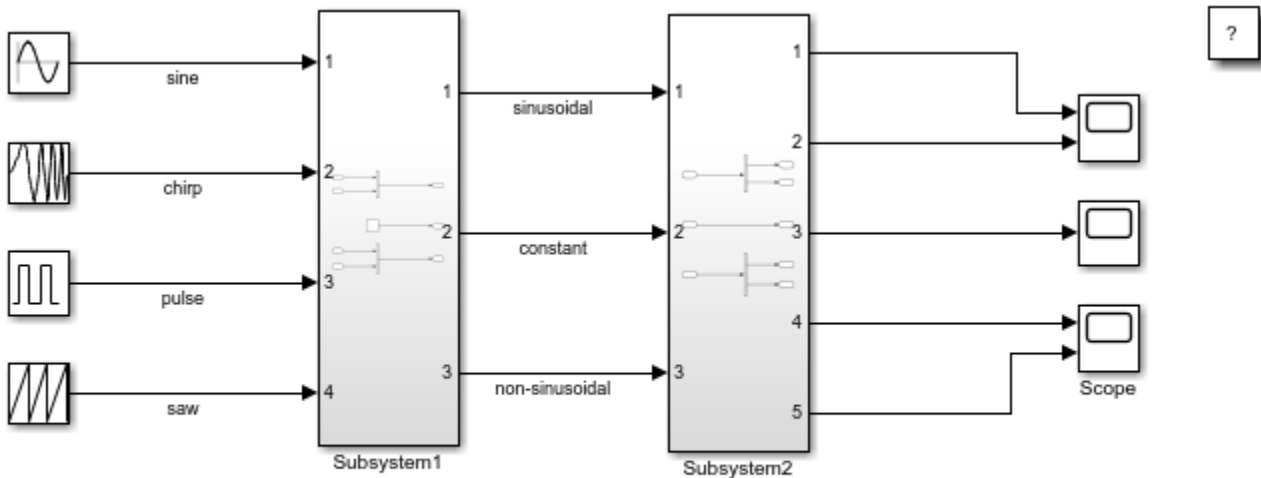 ?
1
sine
2
chirp
3
pulse
4
saw
1
2
3
Subsystem1
sinusoidal
constant
non-sinusoidal
1
2
3
1
2
3
4
5
Subsystem2
Scope